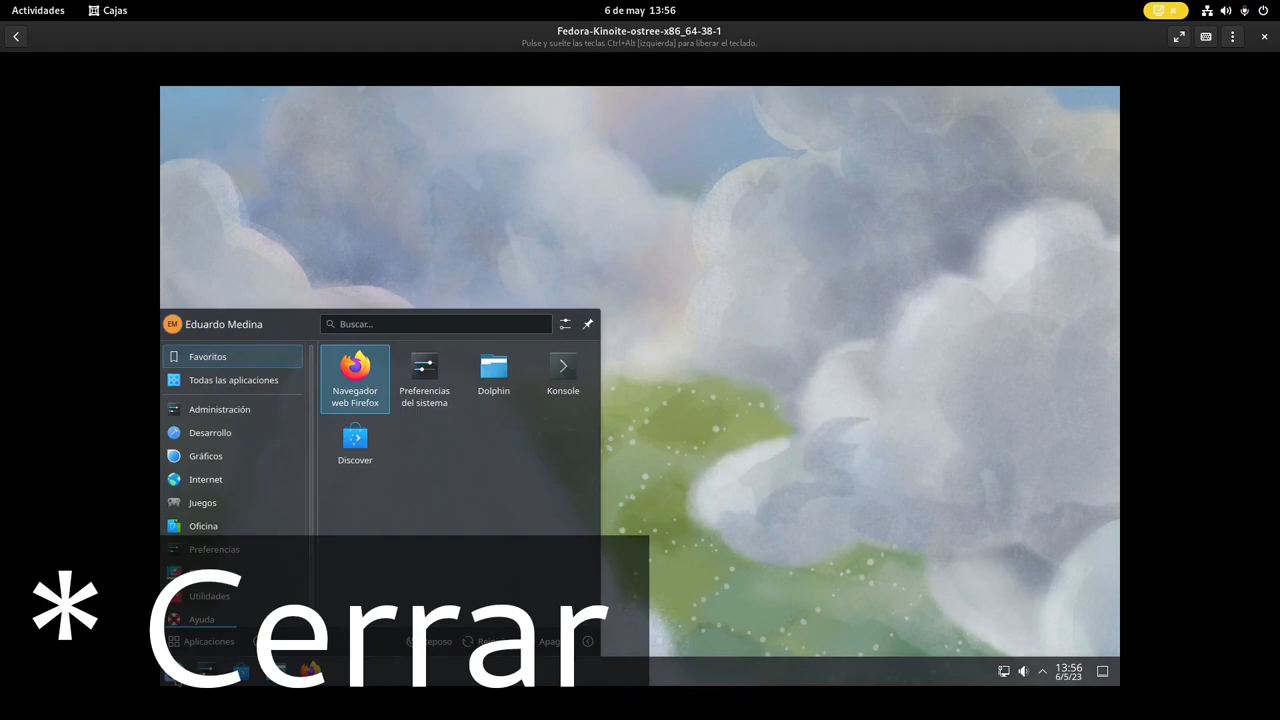 Actividades Cajas 6 de may 13:56
Fedora-Kinoite-ostree-x86_64-38-1
Pulse y suelte las teclas Ctrl+Alt [izquierda] para liberar el teclado.
EM Eduardo Medina Buscar...
Favoritos
Todas las aplicaciones
Administración
Desarrollo
Gráficos
Internet
Juegos
Oficina
Preferencias
Utilidades
Ayuda
Aplicaciones
Navegador
web Firefox
Preferencias
del sistema
Dolphin
Konsole
Discover
* Cerrar
13:56
6/5/23